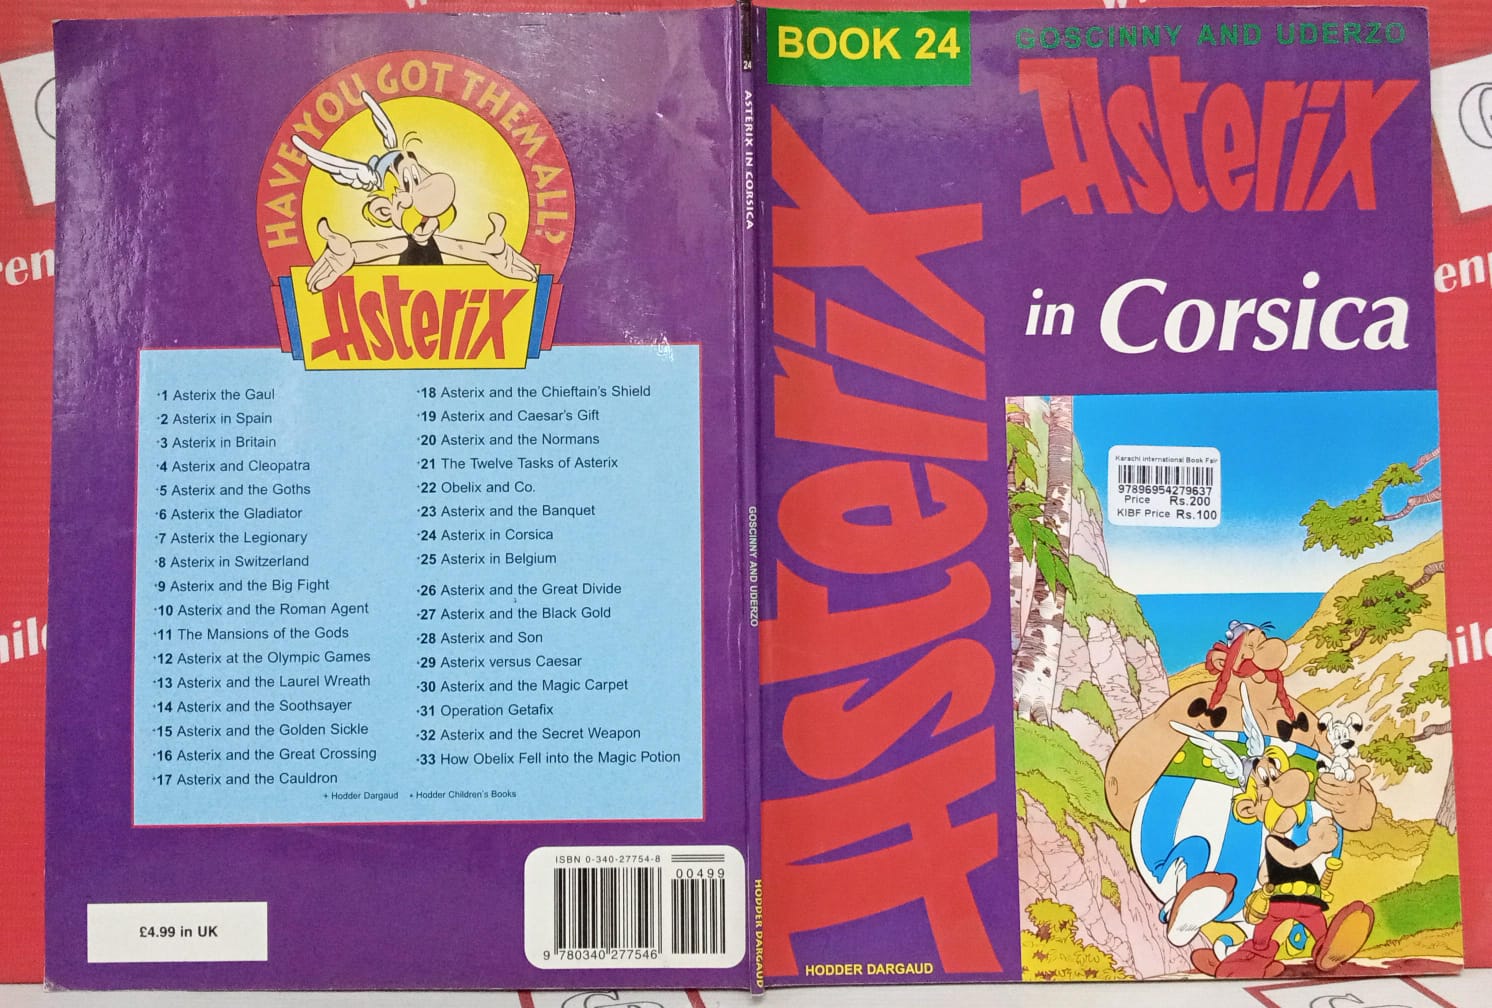 HAVE YOU GOT THEM ALL?
Asterix
·1 Asterix the Gaul
·2 Asterix in Spain
·3 Asterix in Britain
·4 Asterix and Cleopatra
·5 Asterix and the Goths
·6 Asterix the Gladiator
·7 Asterix the Legionary
·8 Asterix in Switzerland
·9 Asterix and the Big Fight
·10 Asterix and the Roman Agent
·11 The Mansions of the Gods
·12 Asterix at the Olympic Games
·13 Asterix and the Laurel Wreath
·14 Asterix and the Soothsayer
·15 Asterix and the Golden Sickle
·16 Asterix and the Great Crossing
·17 Asterix and the Cauldron
·18 Asterix and the Chieftain's Shield
·19 Asterix and Caesar's Gift
·20 Asterix and the Normans
·21 The Twelve Tasks of Asterix
·22 Obelix and Co.
·23 Asterix and the Banquet
·24 Asterix in Corsica
·25 Asterix in Belgium
·26 Asterix and the Great Divide
·27 Asterix and the Black Gold
·28 Asterix and Son
·29 Asterix versus Caesar
·30 Asterix and the Magic Carpet
·31 Operation Getafix
·32 Asterix and the Secret Weapon
·33 How Obelix Fell into the Magic Potion
+ Hodder Dargaud • Hodder Children's Books
£4.99 in UK
ISBN 0-340-27754-8
00499
9 780340 277546
24
ASTERIX IN CORSICA
GOSCINNY AND UDERZO
HODDER DARGAUD
BOOK 24
Asterix
HODDER DARGAUD
GOSCINNY AND UDERZO
Asterix
in Corsica
Karachi international Book Fair
97896954279637
Price Rs.200
KIBF Price Rs.100